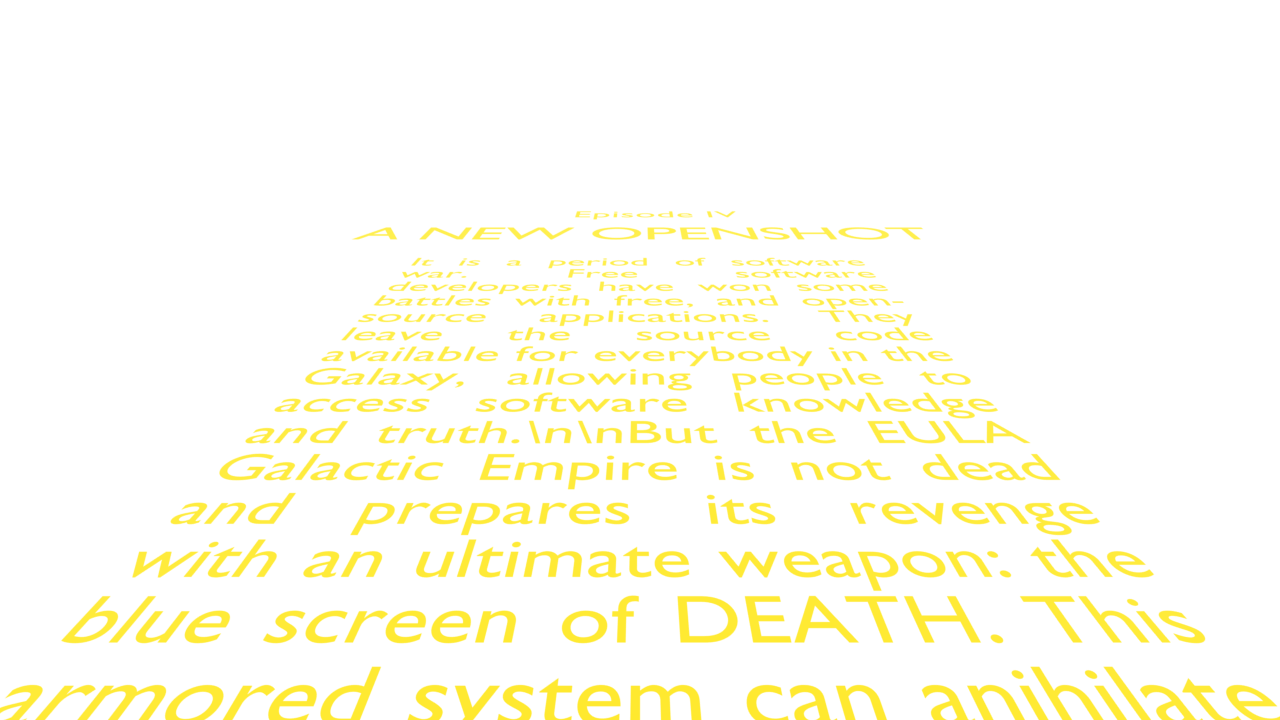 Episode IV
A NEW OPENSHOT
It is a period of software
war. Free software
developers have won some
battles with free, and open-
source applications. They
leave the source code
available for everybody in the
Galaxy, allowing people to
access software knowledge
and truth.\n\nBut the EULA
Galactic Empire is not dead
and prepares its revenge
with an ultimate weapon: the
blue screen of DEATH. This
armored system can anihilate